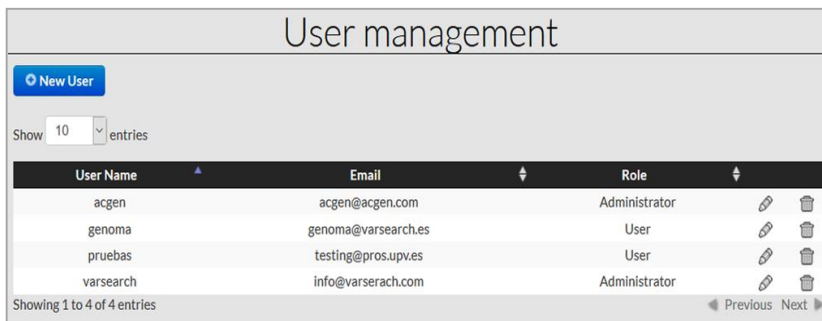 User management
New User
Show 10 entries
User Name Email Role
acgen acgen@acgen.com Administrator
genoma genoma@varsearch.es User
pruebas testing@pros.upv.es User
varsearch info@varserach.com Administrator
Showing 1 to 4 of 4 entries Previous Next